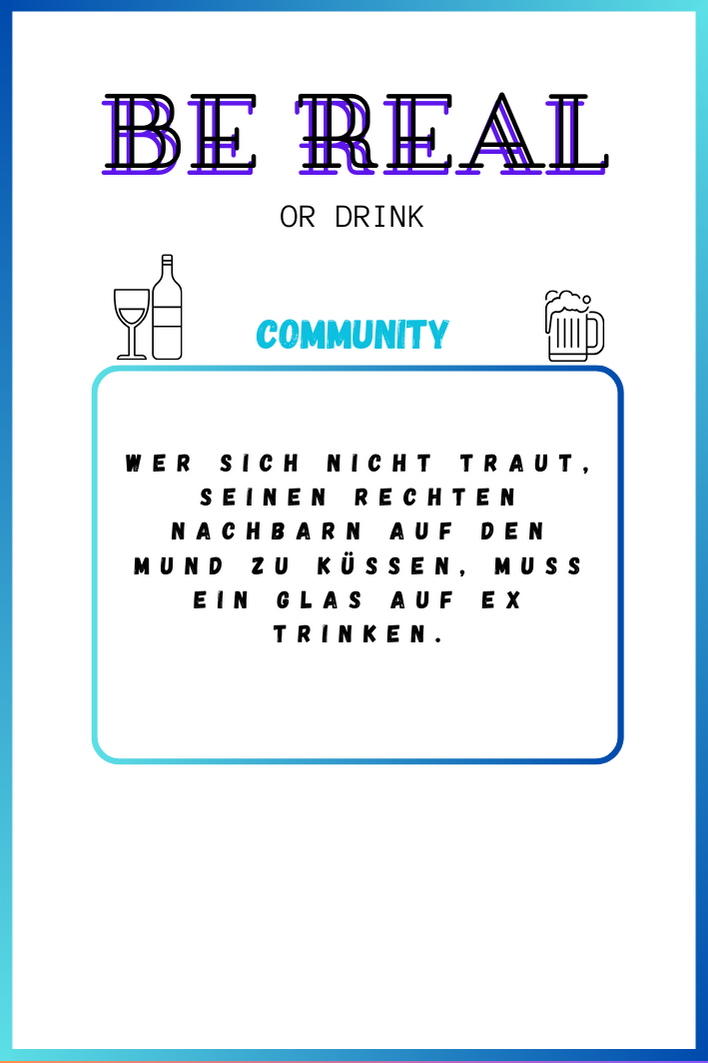 BE REAL
OR DRINK
COMMUNITY
WER SICH NICHT TRAUT,
SEINEN RECHTEN
NACHBARN AUF DEN
MUND ZU KÜSSEN, MUSS
EIN GLAS AUF EX
TRINKEN.